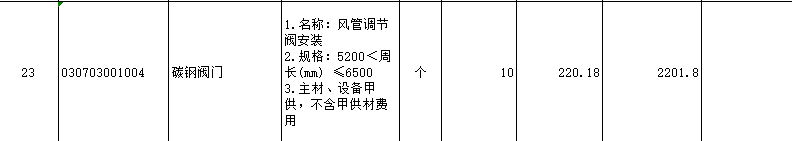 23 030703001004 碳钢阀门 1.名称：风管调节
阀安装
2.规格：5200＜周
长(mm) ≤6500
3.主材、设备甲
供，不含甲供材费
用 个 10 220.18 2201.8